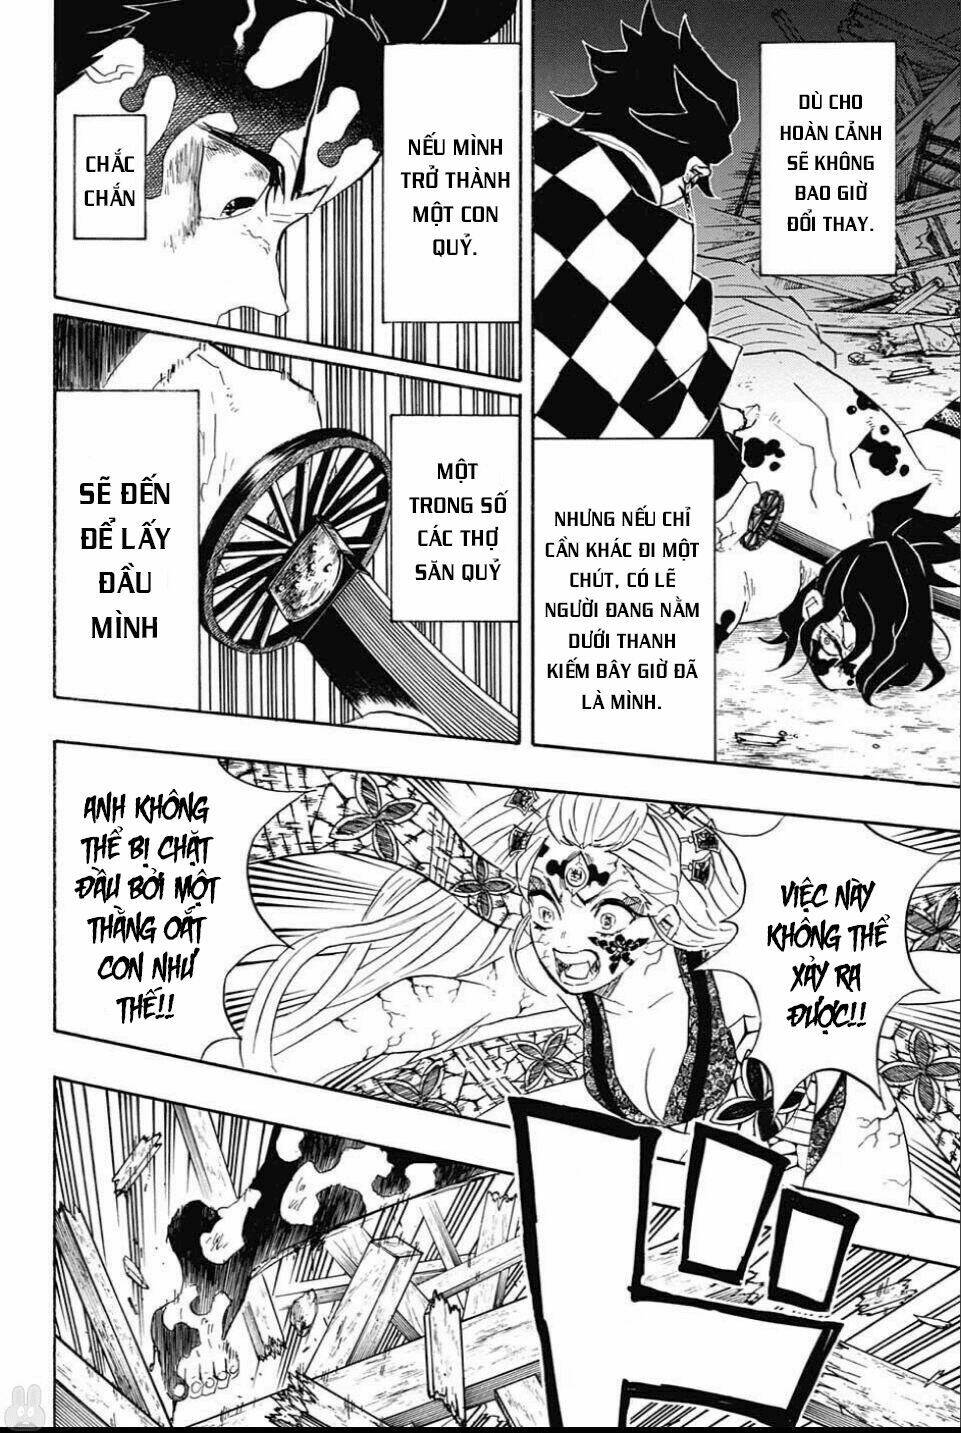 DÙ CHO
HOÀN CẢNH
SẼ KHÔNG
BAO GIỜ
ĐỔI THAY.
NHƯNG NẾU CHỈ
CẦN KHÁC ĐI MỘT
CHÚT, CÓ LẼ
NGƯỜI ĐANG NẰM
DƯỚI THANH
KIẾM BÂY GIỜ ĐÃ
LÀ MÌNH.
NẾU MÌNH
TRỞ THÀNH
MỘT CON
QUỶ.
CHẮC
CHẮN
MỘT
TRONG SỐ
CÁC THỢ
SĂN QUỶ
SẼ ĐẾN
ĐỂ LẤY
ĐẦU
MÌNH
VIỆC NÀY
KHÔNG THỂ
XẢY RA
ĐƯỢC!!
ANH KHÔNG
THỂ BỊ CHẶT
ĐẦU BỞI MỘT
THẰNG OẮT
CON NHƯ
THẾ!!